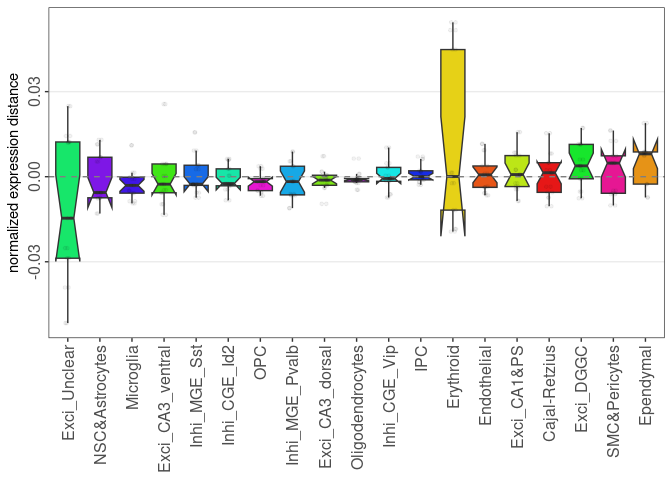 normalized expression distance
0.03
0.00
-0.03
Exci_Unclear
NSC&Astrocytes
Microglia
Exci_CA3_ventral
Inhi_MGE_Sst
Inhi_CGE_Id2
OPC
Inhi_MGE_Pvalb
Exci_CA3_dorsal
Oligodendrocytes
Inhi_CGE_Vip
IPC
Erythroid
Endothelial
Exci_CA1&PS
Cajal-Retzius
Exci_DGGC
SMC&Pericytes
Ependymal